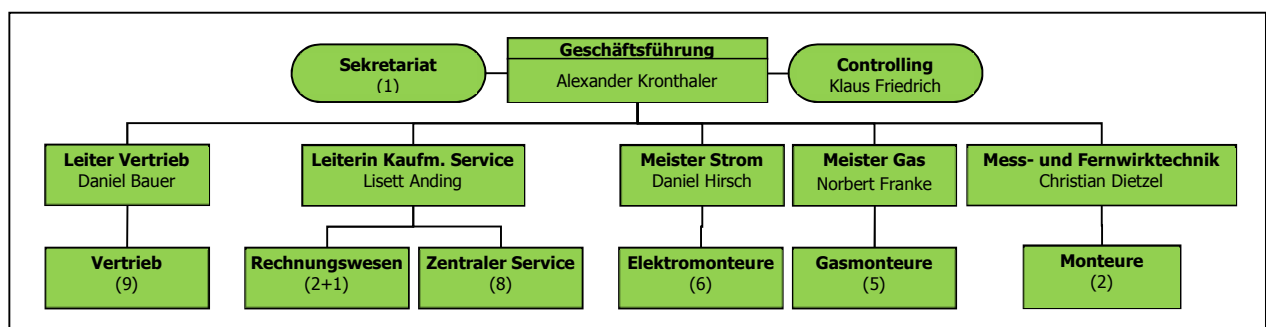 Geschäftsführung
Alexander Kronthaler
Sekretariat
(1)
Controlling
Klaus Friedrich
Leiter Vertrieb
Daniel Bauer
Leiterin Kaufm. Service
Lisett Anding
Meister Strom
Daniel Hirsch
Meister Gas
Norbert Franke
Mess- und Fernwirktechnik
Christian Dietzel
Vertrieb
(9)
Rechnungswesen
(2+1)
Zentraler Service
(8)
Elektromonteure
(6)
Gasmonteure
(5)
Monteure
(2)